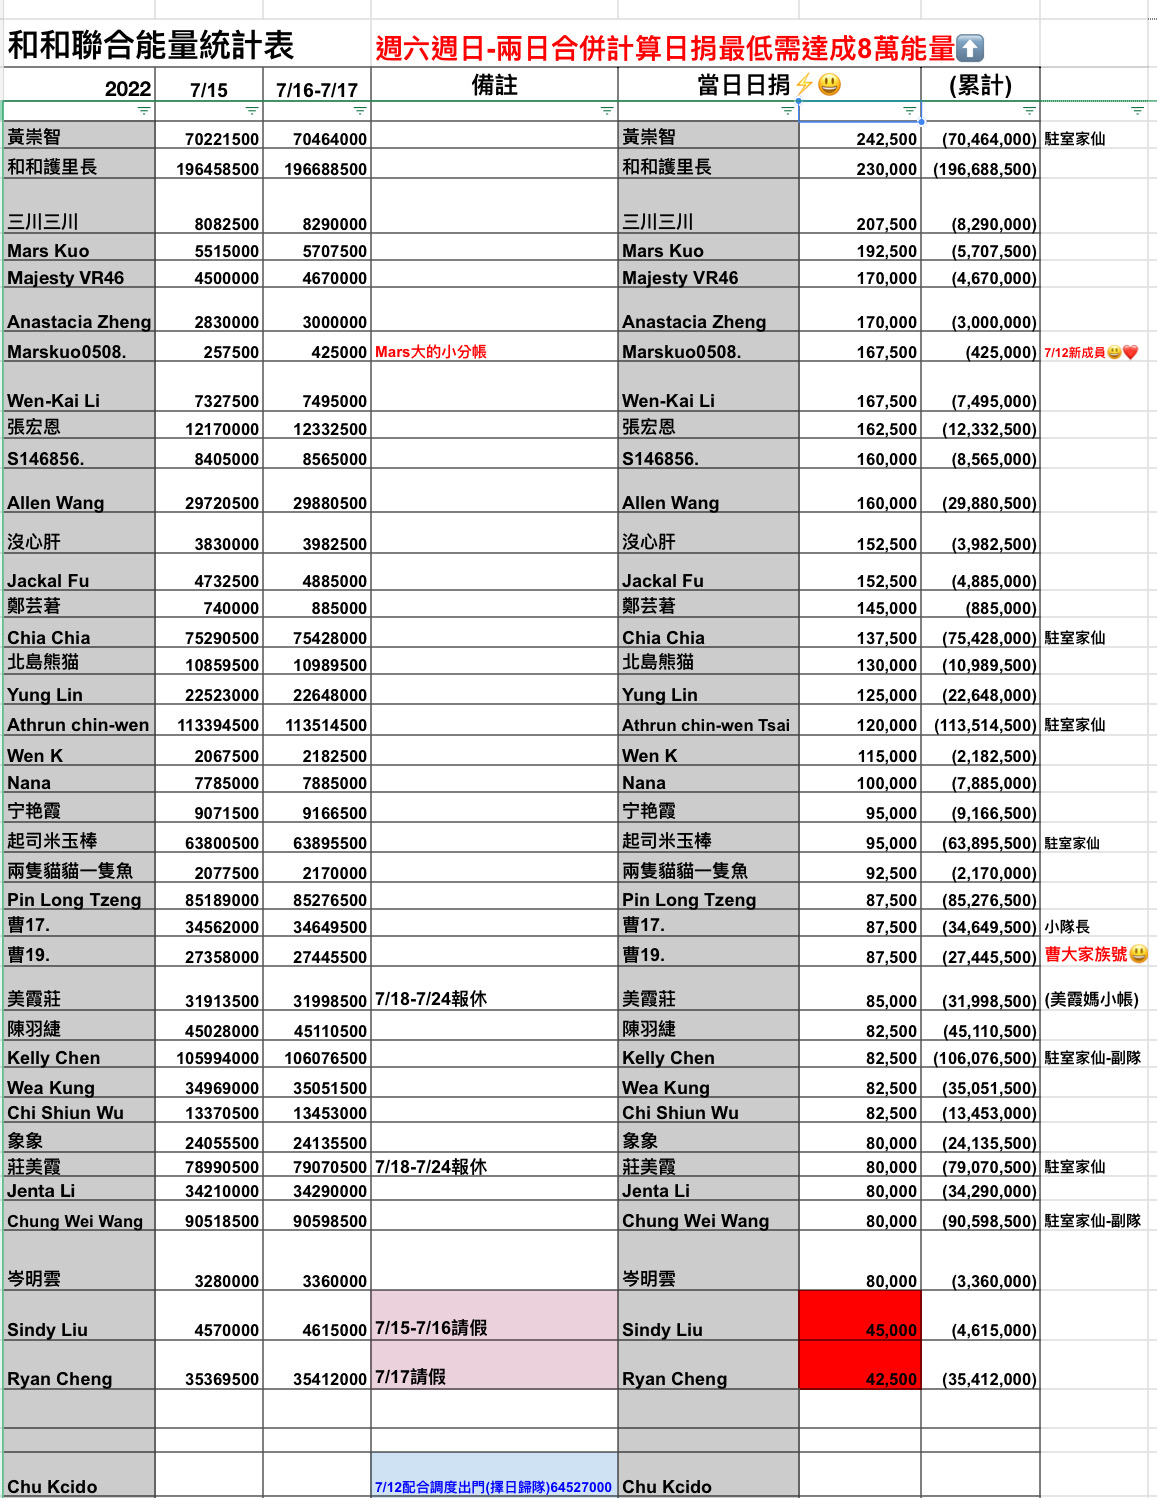 和和聯合能量統計表 週六週日-兩日合併計算日捐最低需達成8萬能量⬆️
2022 7/15 7/16-7/17 備註 當日日捐⚡😃 (累計)
黃崇智 70221500 70464000 黃崇智 242,500 (70,464,000) 駐室家仙
和和護里長 196458500 196688500 和和護里長 230,000 (196,688,500)
三川三川 8082500 8290000 三川三川 207,500 (8,290,000)
Mars Kuo 5515000 5707500 Mars Kuo 192,500 (5,707,500)
Majesty VR46 4500000 4670000 Majesty VR46 170,000 (4,670,000)
Anastacia Zheng 2830000 3000000 Anastacia Zheng 170,000 (3,000,000)
Marskuo0508. 257500 425000 Mars大的小分帳 Marskuo0508. 167,500 (425,000) 7/12新成員😃❤️
Wen-Kai Li 7327500 7495000 Wen-Kai Li 167,500 (7,495,000)
張宏恩 12170000 12332500 張宏恩 162,500 (12,332,500)
S146856. 8405000 8565000 S146856. 160,000 (8,565,000)
Allen Wang 29720500 29880500 Allen Wang 160,000 (29,880,500)
沒心肝 3830000 3982500 沒心肝 152,500 (3,982,500)
Jackal Fu 4732500 4885000 Jackal Fu 152,500 (4,885,000)
鄭芸莙 740000 885000 鄭芸莙 145,000 (885,000)
Chia Chia 75290500 75428000 Chia Chia 137,500 (75,428,000) 駐室家仙
北島熊猫 10859500 10989500 北島熊猫 130,000 (10,989,500)
Yung Lin 22523000 22648000 Yung Lin 125,000 (22,648,000)
Athrun chin-wen 113394500 113514500 Athrun chin-wen Tsai 120,000 (113,514,500) 駐室家仙
Wen K 2067500 2182500 Wen K 115,000 (2,182,500)
Nana 7785000 7885000 Nana 100,000 (7,885,000)
宁艳霞 9071500 9166500 宁艳霞 95,000 (9,166,500)
起司米玉棒 63800500 63895500 起司米玉棒 95,000 (63,895,500) 駐室家仙
兩隻貓貓一隻魚 2077500 2170000 兩隻貓貓一隻魚 92,500 (2,170,000)
Pin Long Tzeng 85189000 85276500 Pin Long Tzeng 87,500 (85,276,500)
曹17. 34562000 34649500 曹17. 87,500 (34,649,500) 小隊長
曹19. 27358000 27445500 曹19. 87,500 (27,445,500) 曹大家族號😃
美霞莊 31913500 31998500 7/18-7/24報休 美霞莊 85,000 (31,998,500) (美霞媽小帳)
陳羽緁 45028000 45110500 陳羽緁 82,500 (45,110,500)
Kelly Chen 105994000 106076500 Kelly Chen 82,500 (106,076,500) 駐室家仙-副隊
Wea Kung 34969000 35051500 Wea Kung 82,500 (35,051,500)
Chi Shiun Wu 13370500 13453000 Chi Shiun Wu 82,500 (13,453,000)
象象 24055500 24135500 象象 80,000 (24,135,500)
莊美霞 78990500 79070500 7/18-7/24報休 莊美霞 80,000 (79,070,500) 駐室家仙
Jenta Li 34210000 34290000 Jenta Li 80,000 (34,290,000)
Chung Wei Wang 90518500 90598500 Chung Wei Wang 80,000 (90,598,500) 駐室家仙-副隊
岑明雲 3280000 3360000 岑明雲 80,000 (3,360,000)
Sindy Liu 4570000 4615000 7/15-7/16請假 Sindy Liu 45,000 (4,615,000)
Ryan Cheng 35369500 35412000 7/17請假 Ryan Cheng 42,500 (35,412,000)
Chu Kcido 7/12配合調度出門(擇日歸隊)64527000 Chu Kcido